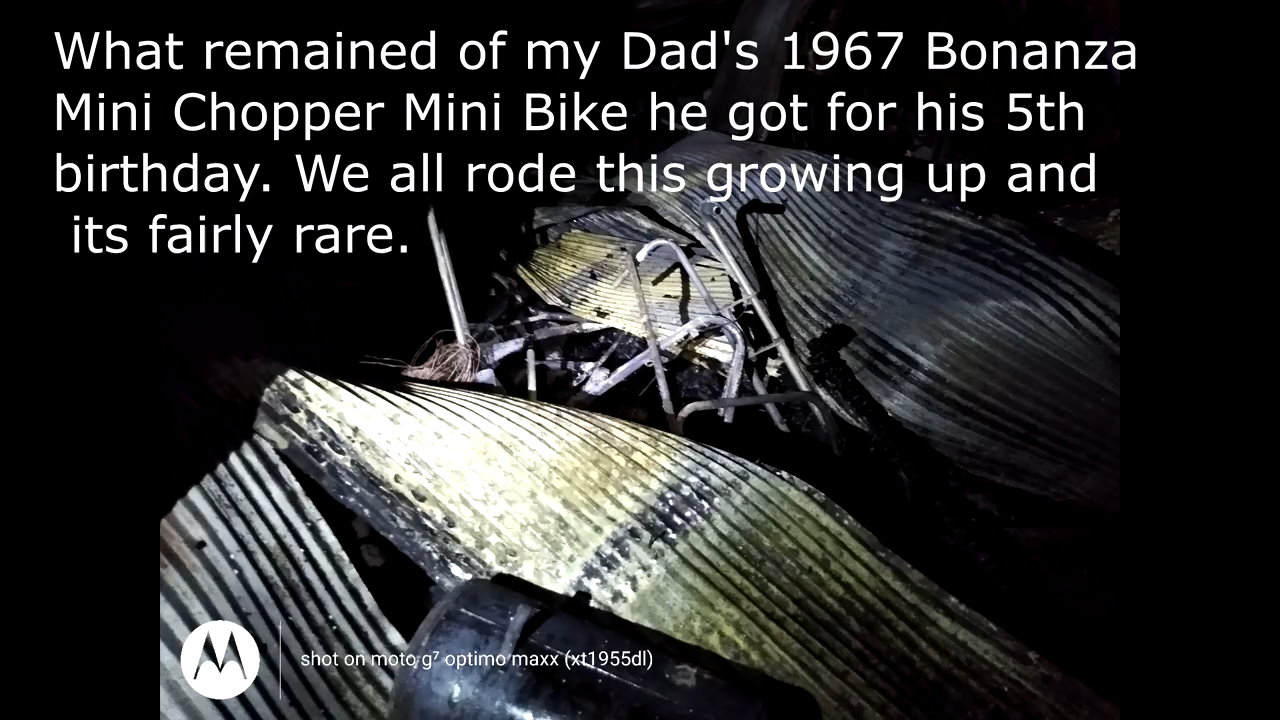 What remained of my Dad's 1967 Bonanza
Mini Chopper Mini Bike he got for his 5th
birthday. We all rode this growing up and
its fairly rare.
shot on moto g⁷ optimo maxx (xt1955dl)